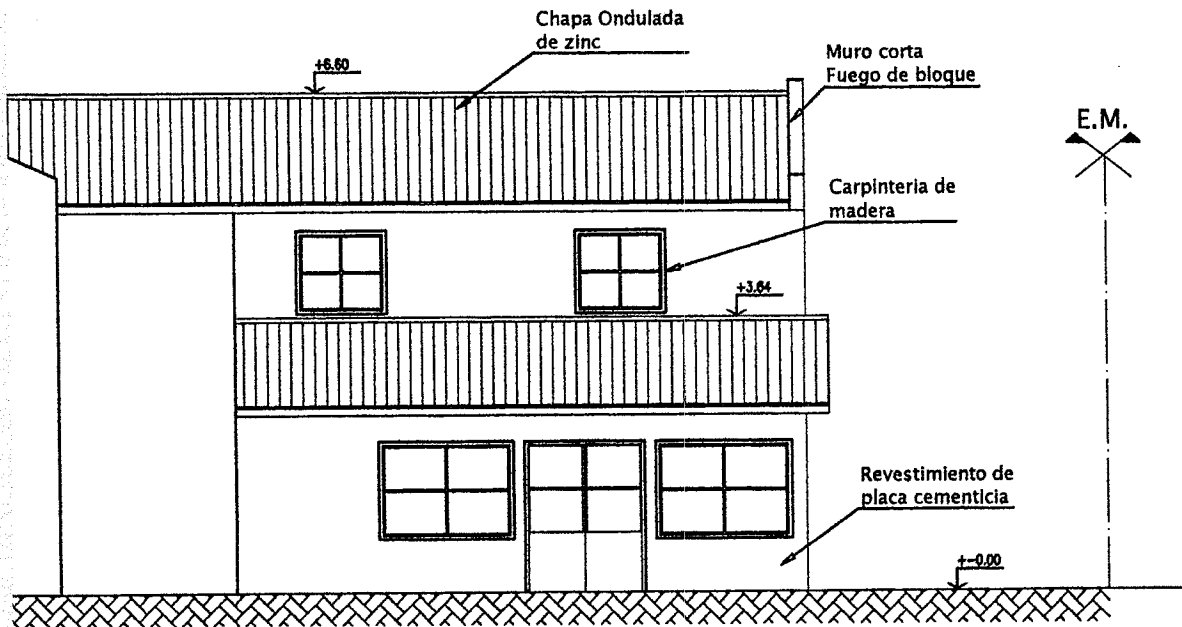 Chapa Ondulada
de zinc
+6.60
Muro corta
Fuego de bloque
E.M.
Carpinteria de
madera
+3.64
Revestimiento de
placa cementicia
+-0.00